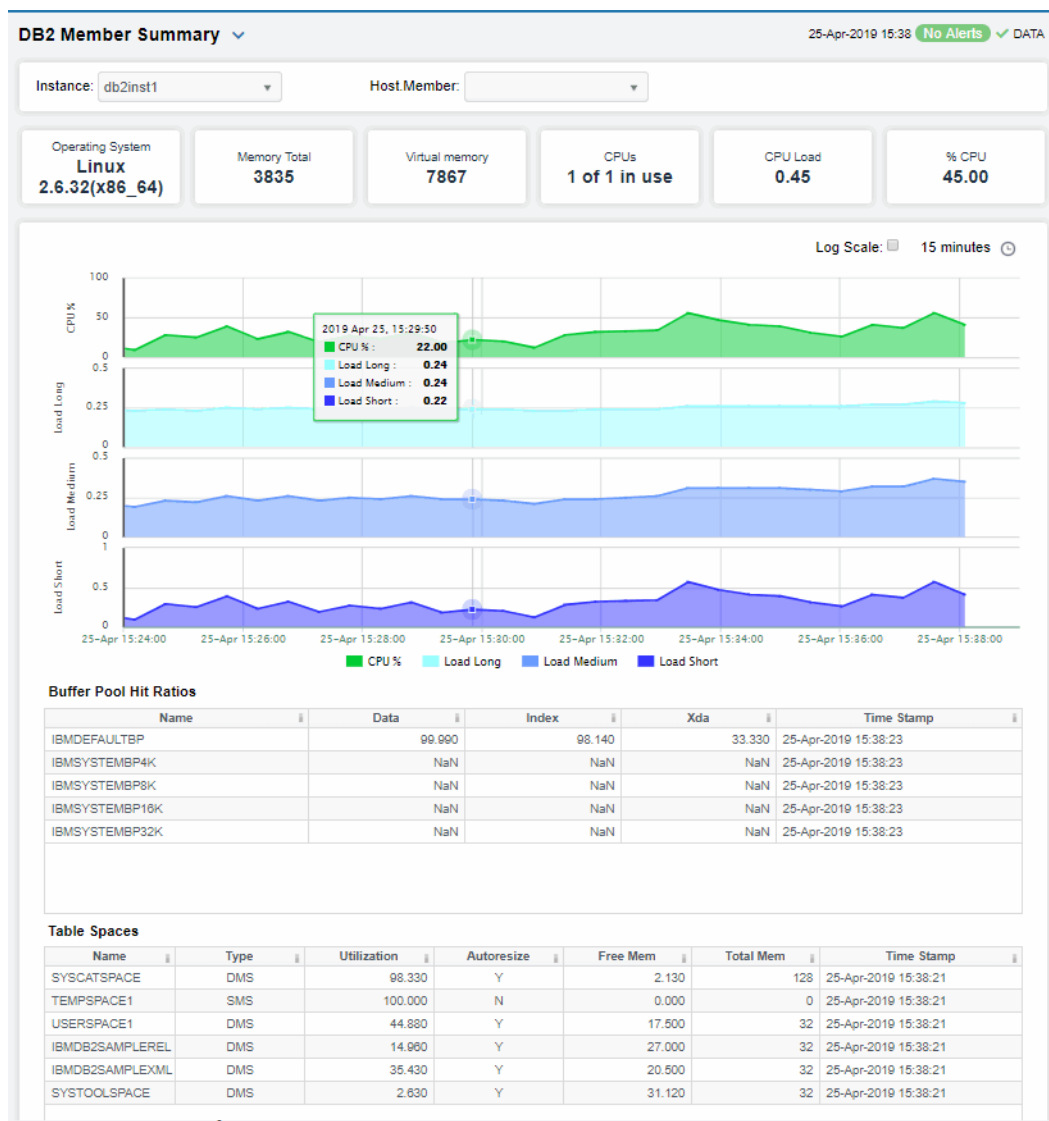 DB2 Member Summary 25-Apr-2019 15:38 No Alerts DATA
Instance: db2inst1 Host.Member:
Operating System
Linux
2.6.32(x86_64)
Memory Total
3835
Virtual memory
7867
CPUs
1 of 1 in use
CPU Load
0.45
% CPU
45.00
Log Scale: 15 minutes
CPU %
100
50
0
2019 Apr 25, 15:29:50
CPU % : 22.00
Load Long : 0.24
Load Medium : 0.24
Load Short : 0.22
Load Long
0.5
0.25
0
Load Medium
0.5
0.25
0
Load Short
1
0.5
0
25-Apr 15:24:00 25-Apr 15:26:00 25-Apr 15:28:00 25-Apr 15:30:00 25-Apr 15:32:00 25-Apr 15:34:00 25-Apr 15:36:00 25-Apr 15:38:00
CPU % Load Long Load Medium Load Short
Buffer Pool Hit Ratios
Name Data Index Xda Time Stamp
IBMDEFAULTBP 99.990 98.140 33.330 25-Apr-2019 15:38:23
IBMSYSTEMBP4K NaN NaN NaN 25-Apr-2019 15:38:23
IBMSYSTEMBP8K NaN NaN NaN 25-Apr-2019 15:38:23
IBMSYSTEMBP16K NaN NaN NaN 25-Apr-2019 15:38:23
IBMSYSTEMBP32K NaN NaN NaN 25-Apr-2019 15:38:23
Table Spaces
Name Type Utilization Autoresize Free Mem Total Mem Time Stamp
SYSCATSPACE DMS 98.330 Y 2.130 128 25-Apr-2019 15:38:21
TEMPSPACE1 SMS 100.000 N 0.000 0 25-Apr-2019 15:38:21
USERSPACE1 DMS 44.880 Y 17.500 32 25-Apr-2019 15:38:21
IBMDB2SAMPLEREL DMS 14.960 Y 27.000 32 25-Apr-2019 15:38:21
IBMDB2SAMPLEXML DMS 35.430 Y 20.500 32 25-Apr-2019 15:38:21
SYSTOOLSPACE DMS 2.630 Y 31.120 32 25-Apr-2019 15:38:21